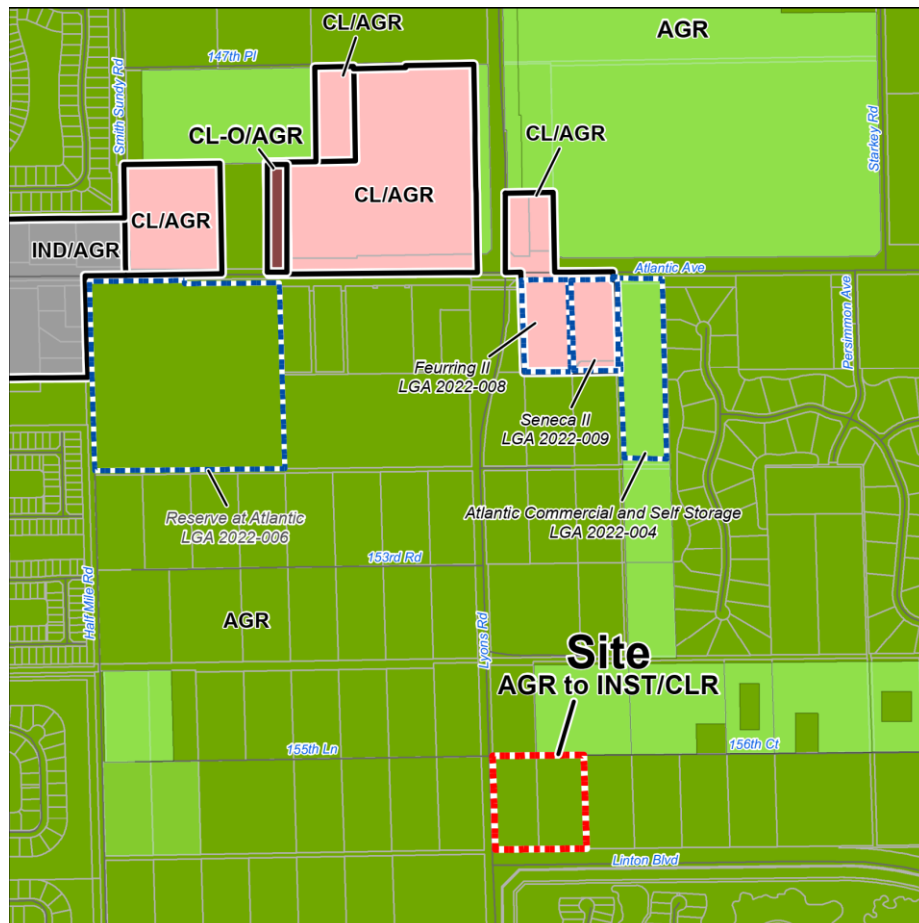 CL/AGR
AGR
147th Pl
Smith Sundy Rd
Starkey Rd
CL-O/AGR
CL/AGR
CL/AGR
CL/AGR
IND/AGR
Atlantic Ave
Persimmon Ave
Feurring II
LGA 2022-008
Seneca II
LGA 2022-009
Reserve at Atlantic
LGA 2022-006
Atlantic Commercial and Self Storage
LGA 2022-004
153rd Rd
Half Mile Rd
AGR
Lyons Rd
Site
AGR to INST/CLR
155th Ln
156th Ct
Linton Blvd